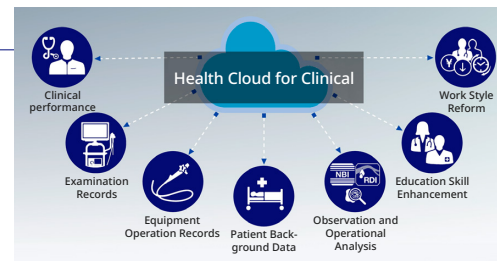 Health Cloud for Clinical
Clinical
performance
Work Style
Reform
Examination
Records
Education Skill
Enhancement
Equipment
Operation Records
Patient Back-
ground Data
NBI
RDI
Observation and
Operational
Analysis
¥